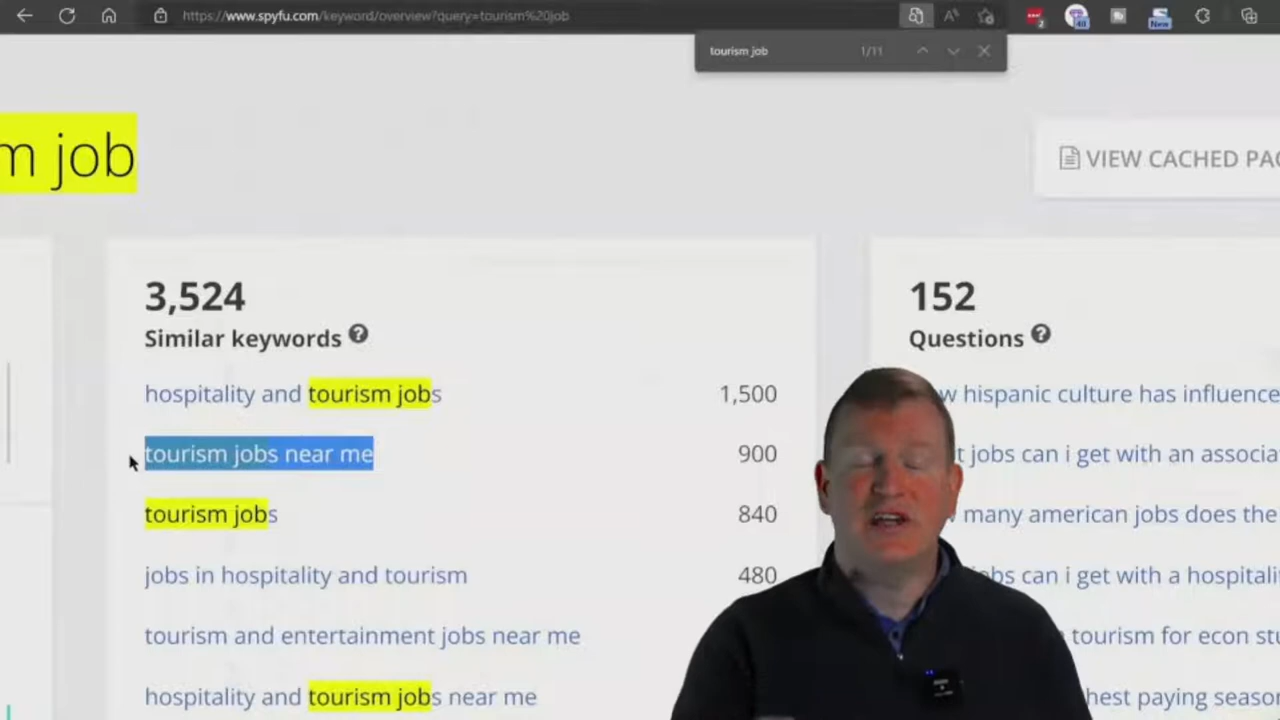 https://www.spyfu.com/keyword/overview?query=tourism%20job
tourism job 1/11
2
New
m job
VIEW CACHED PA
3,524
Similar keywords
hospitality and tourism jobs 1,500
tourism jobs near me 900
tourism jobs 840
jobs in hospitality and tourism 480
tourism and entertainment jobs near me
hospitality and tourism jobs near me
152
Questions
w hispanic culture has influence
t jobs can i get with an associa
many american jobs does the
jobs can i get with a hospitali
tourism for econ stu
hest paying season